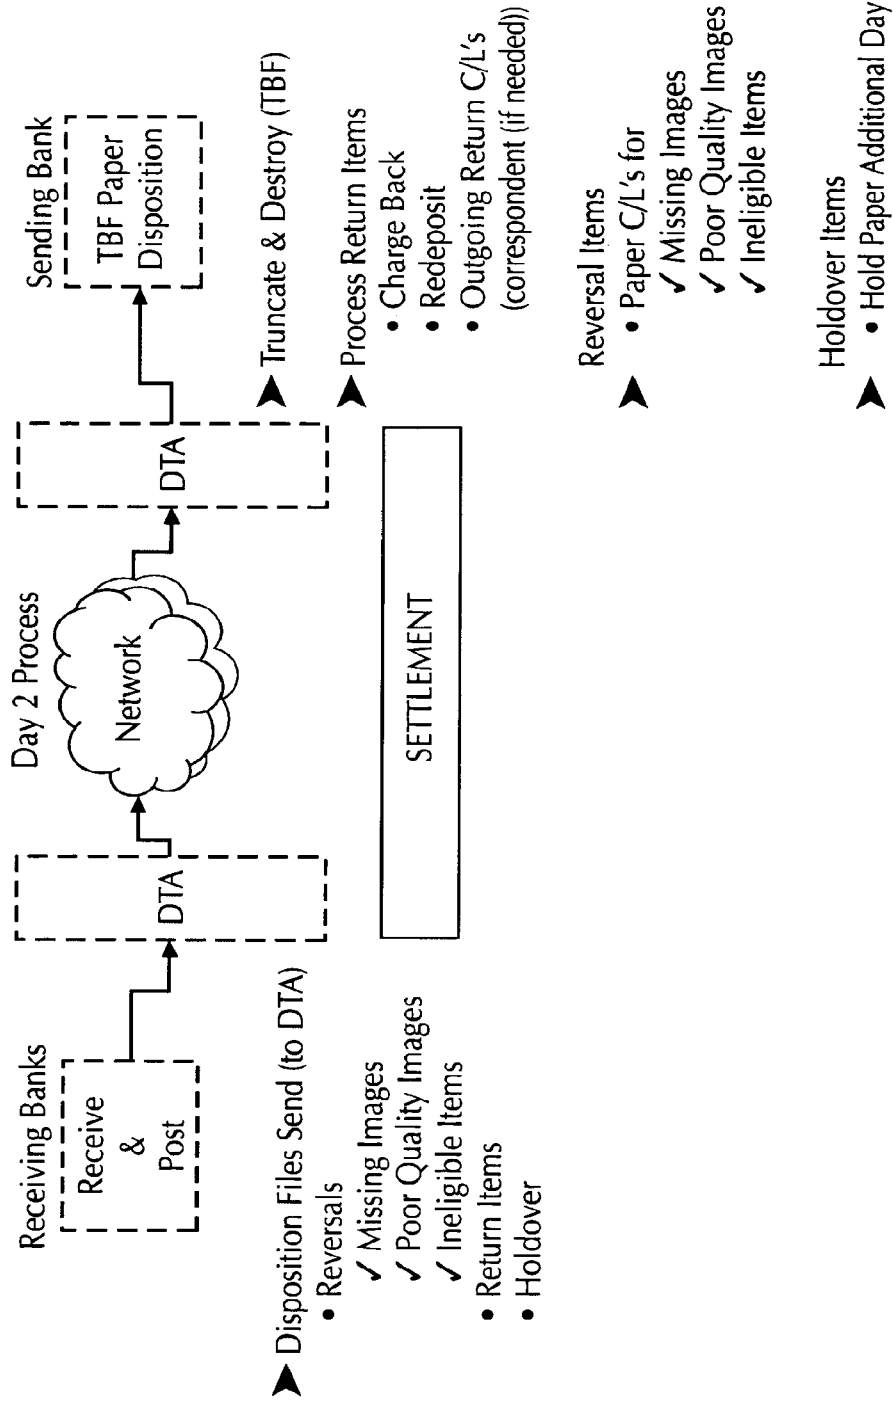 Day 2 Process
Receiving Banks
Sending Bank
Receive
&
Post
DTA
Network
DTA
TBF Paper
Disposition
Disposition Files Send (to DTA)
• Reversals
✓ Missing Images
✓ Poor Quality Images
✓ Ineligible Items
• Return Items
• Holdover
SETTLEMENT
Truncate & Destroy (TBF)
Process Return Items
• Charge Back
• Redeposit
• Outgoing Return C/L's
(correspondent (if needed))
Reversal Items
• Paper C/L's for
✓ Missing Images
✓ Poor Quality Images
✓ Ineligible Items
Holdover Items
• Hold Paper Additional Day